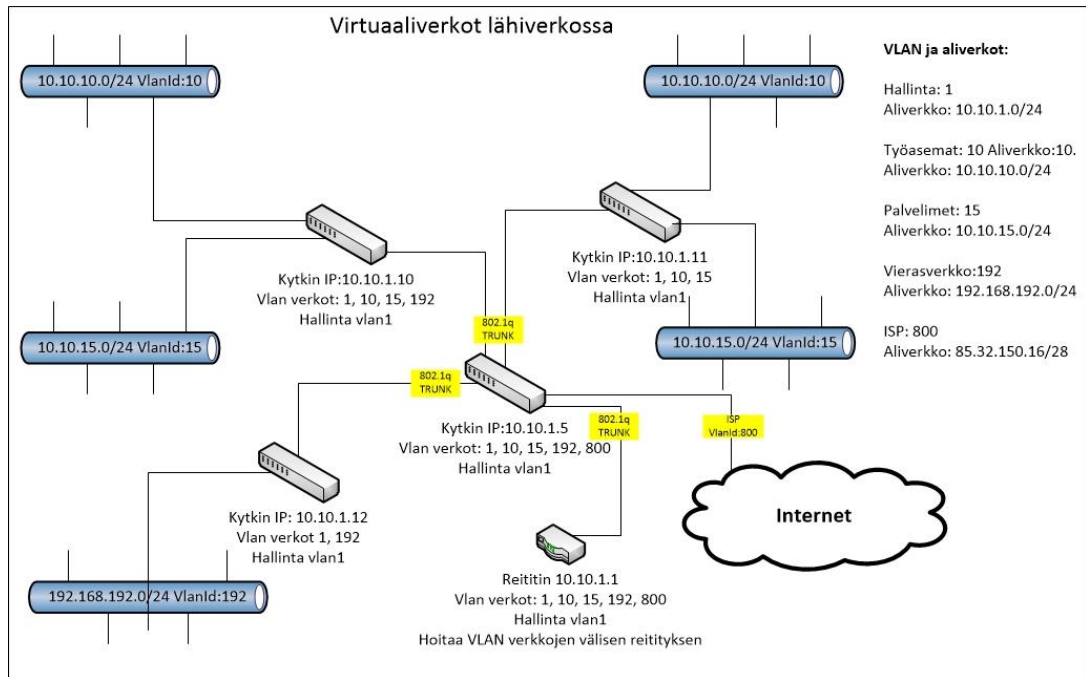 Virtuaaliverkot lähiverkossa
10.10.10.0/24 VlanId:10
10.10.10.0/24 VlanId:10
VLAN ja aliverkot:
Hallinta: 1
Aliverkko: 10.10.1.0/24
Työasemat: 10 Aliverkko:10.
Aliverkko: 10.10.10.0/24
Palvelimet: 15
Aliverkko: 10.10.15.0/24
Vierasverkko:192
Aliverkko: 192.168.192.0/24
ISP: 800
Aliverkko: 85.32.150.16/28
Kytkin IP:10.10.1.10
Vlan verkot: 1, 10, 15, 192
Hallinta vlan1
Kytkin IP:10.10.1.11
Vlan verkot: 1, 10, 15
Hallinta vlan1
10.10.15.0/24 VlanId:15
10.10.15.0/24 VlanId:15
802.1q
TRUNK
802.1q
TRUNK
802.1q
TRUNK
ISP
VlanId:800
Kytkin IP:10.10.1.5
Vlan verkot: 1, 10, 15, 192, 800
Hallinta vlan1
Kytkin IP: 10.10.1.12
Vlan verkot 1, 192
Hallinta vlan1
Internet
192.168.192.0/24 VlanId:192
Reititin 10.10.1.1
Vlan verkot: 1, 10, 15, 192, 800
Hallinta vlan1
Hoitaa VLAN verkkojen välisen reitityksen